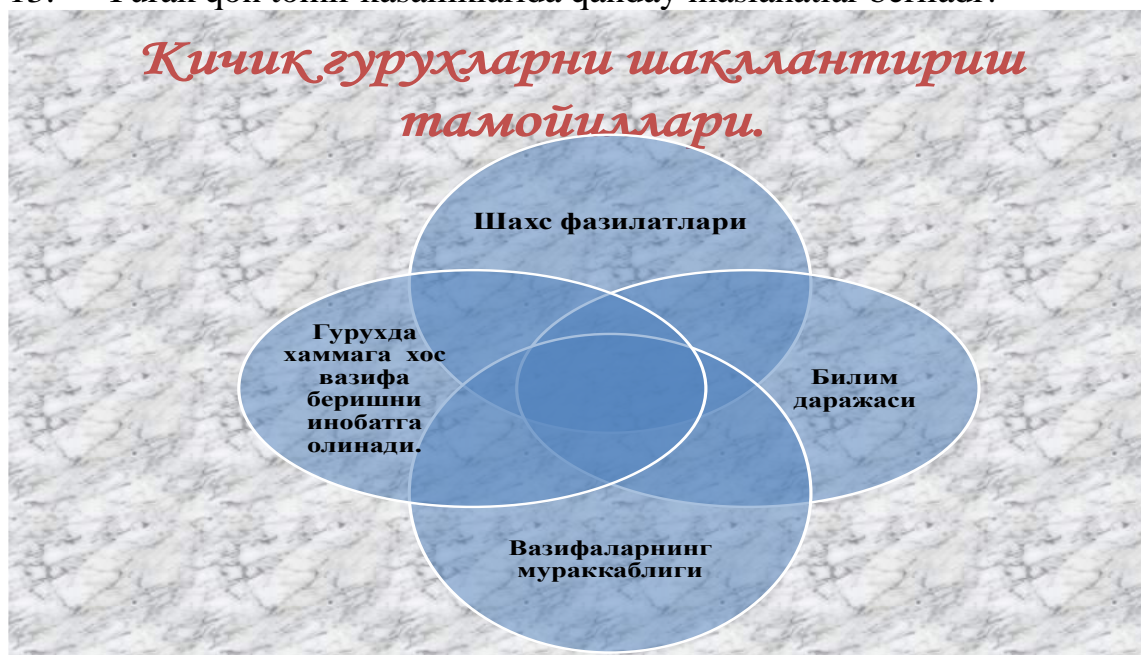 Кичик гурухларни шакллантириш
тамойиллари.
Шахс фазилатлари
Гурухда
хаммага хос
вазифа
беришни
инобатга
олинади.
Билим
даражаси
Вазифаларнинг
мураккаблиги